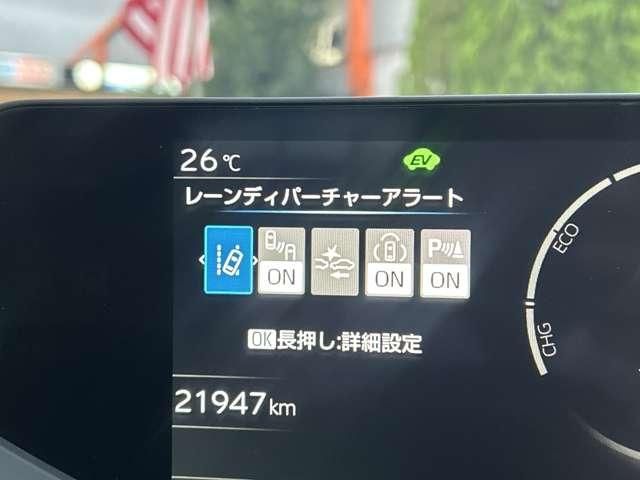 26℃
EV
レーンディパーチャーアラート
ON ON P ON
OK長押し:詳細設定
21947km
ECO
CHG